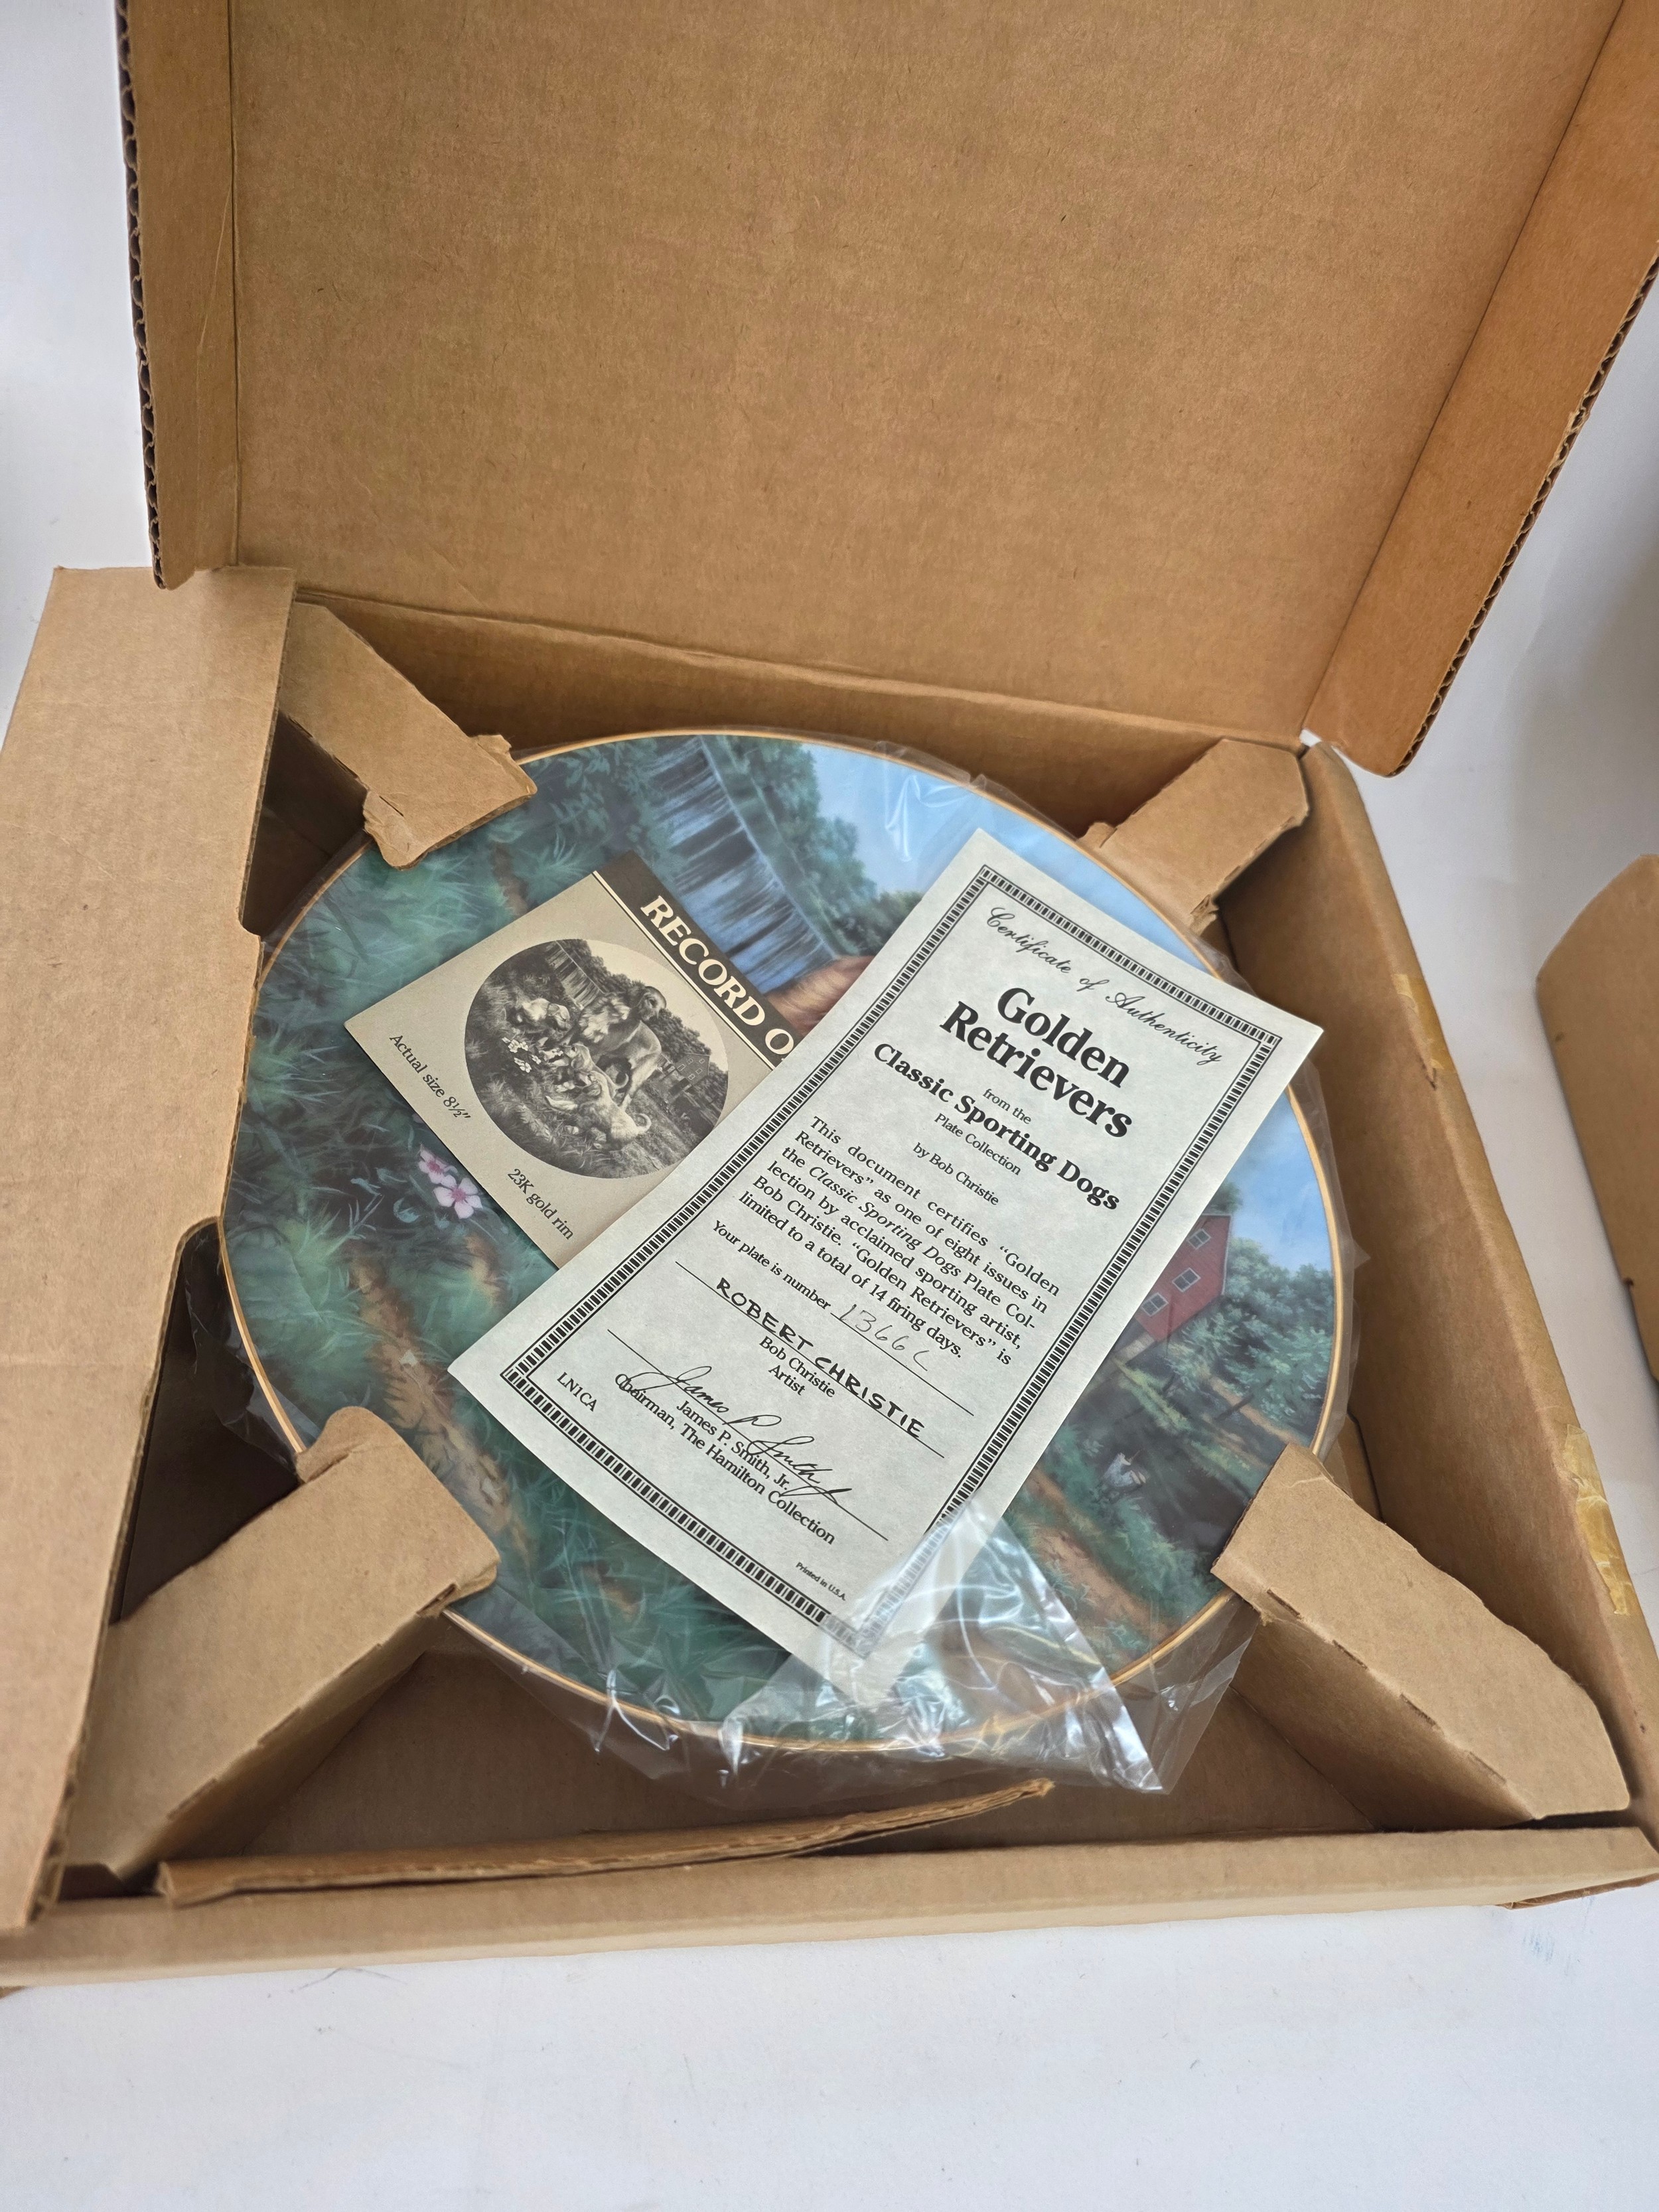 RECORD O
Actual size 8½"
23K gold rim
Certificate of Authenticity
Golden
Retrievers
from the
Classic Sporting Dogs
Plate Collection
by Bob Christie
This document certifies “Golden
Retrievers” as one of eight issues in
the Classic Sporting Dogs Plate Col-
lection by acclaimed sporting artist,
Bob Christie. “Golden Retrievers” is
limited to a total of 14 firing days.
Your plate is number 1366C
ROBERT CHRISTIE
Bob Christie
Artist
James P. Smith
James P. Smith, Jr.
Chairman, The Hamilton Collection
LN1CA
Printed in U.S.A.